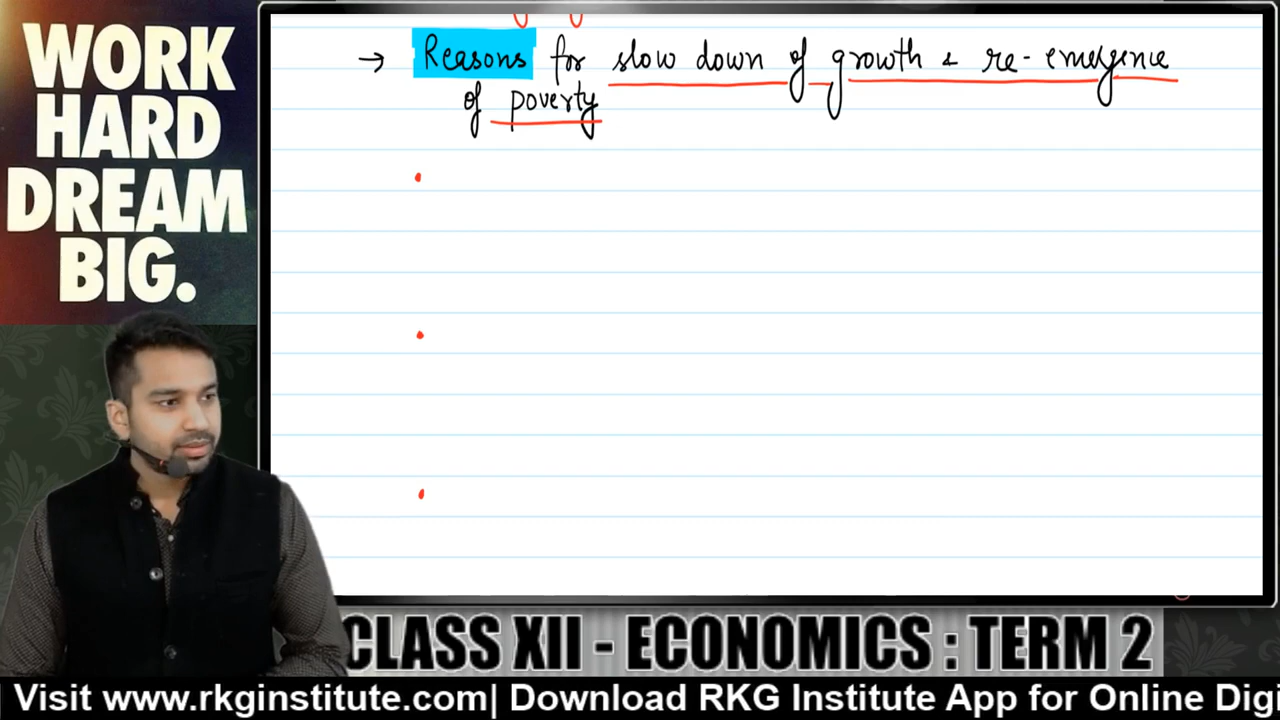 WORK
HARD
DREAM
BIG.
→ Reasons for slow down of growth & re-emergence
of poverty
CLASS XII - ECONOMICS : TERM 2
Visit www.rkginstitute.com| Download RKG Institute App for Online Digi